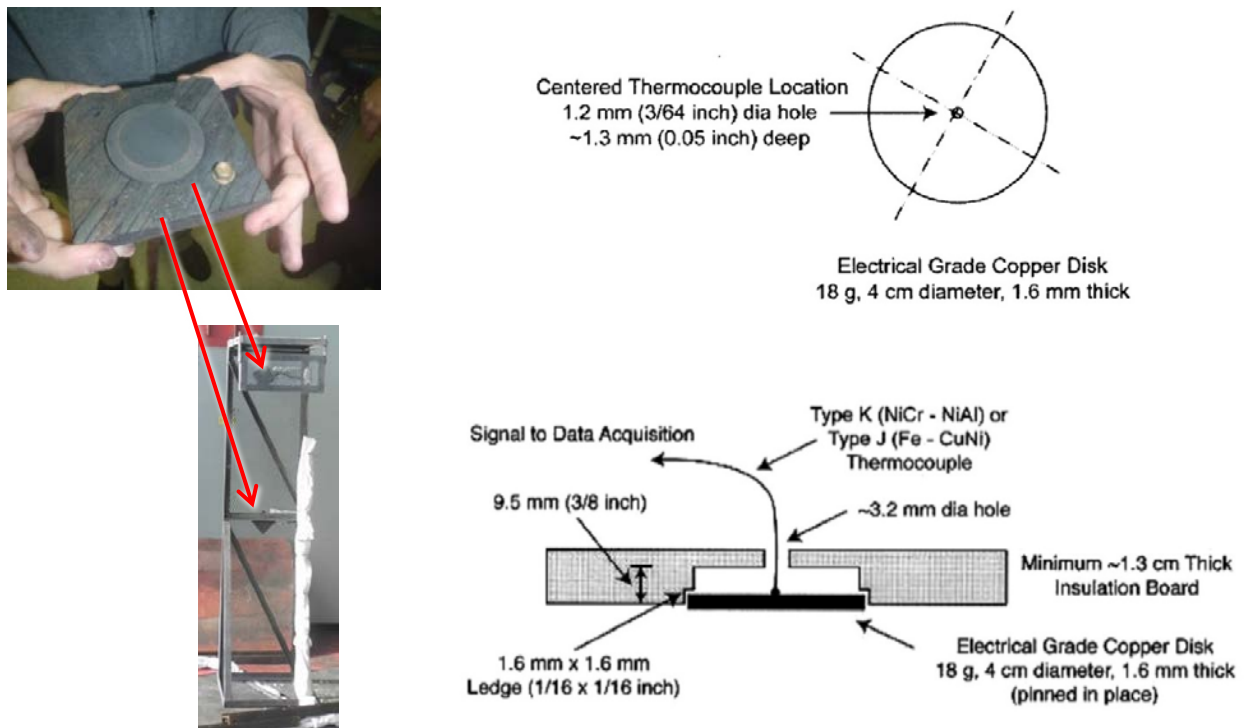 Centered Thermocouple Location
1.2 mm (3/64 inch) dia hole
~1.3 mm (0.05 inch) deep
Electrical Grade Copper Disk
18 g, 4 cm diameter, 1.6 mm thick
Signal to Data Acquisition
Type K (NiCr - NiAl) or
Type J (Fe - CuNi)
Thermocouple
9.5 mm (3/8 inch)
~3.2 mm dia hole
Minimum ~1.3 cm Thick
Insulation Board
1.6 mm x 1.6 mm
Ledge (1/16 x 1/16 inch)
Electrical Grade Copper Disk
18 g, 4 cm diameter, 1.6 mm thick
(pinned in place)